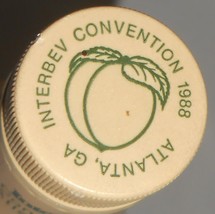 INTERBEV CONVENTION 1988
ATLANTA, GA